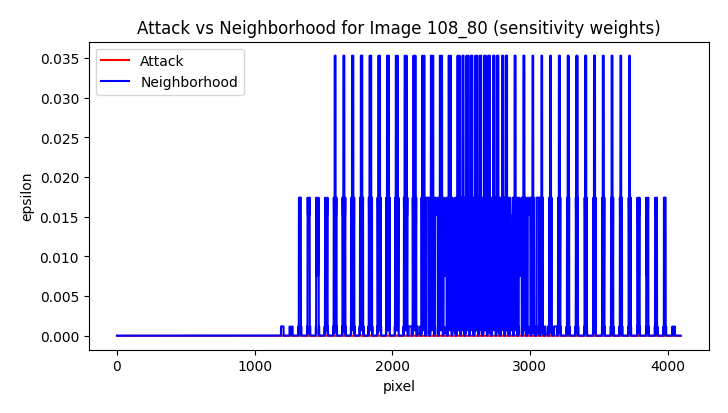 Attack vs Neighborhood for Image 108_80 (sensitivity weights)
Attack
Neighborhood
epsilon
0.035
0.030
0.025
0.020
0.015
0.010
0.005
0.000
0
1000
2000
3000
4000
pixel